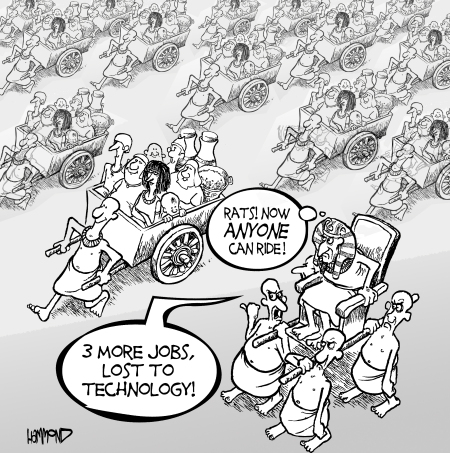 RATS! NOW
ANYONE
CAN RIDE!
3 MORE JOBS,
LOST TO
TECHNOLOGY!
HAMMOND